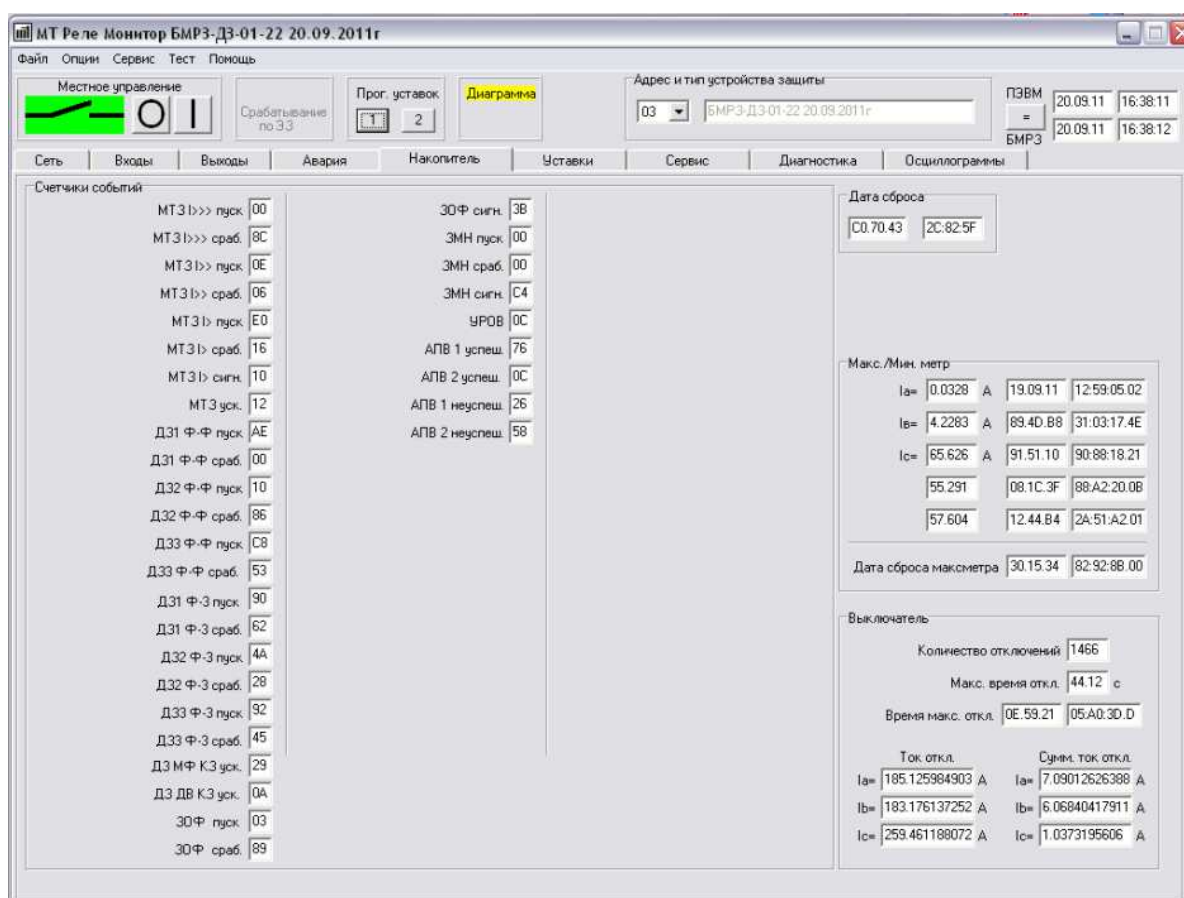 МТ Реле Монитор БМРЗ-ДЗ-01-22 20.09.2011г
Файл Опции Сервис Тест Помощь
Местное управление
Срабатывание по ЭЗ
Прог. уставок
1 2
Диаграмма
Адрес и тип устройства защиты
03 БМРЗ-ДЗ-01-22 20.09.2011г
ПЭВМ 20.09.11 16:38:11
=
БМРЗ 20.09.11 16:38:12
Сеть Входы Выходы Авария Накопитель Уставки Сервис Диагностика Осциллограммы
Счетчики событий
МТЗ I>>> пуск. 00
МТЗ I>>> сраб. 8C
МТЗ I>> пуск. 0E
МТЗ I>> сраб. 06
МТЗ I> пуск. E0
МТЗ I> сраб. 16
МТЗ I> сигн. 10
МТЗ уск. 12
ДЗ1 Ф-Ф пуск. AE
ДЗ1 Ф-Ф сраб. 00
ДЗ2 Ф-Ф пуск. 10
ДЗ2 Ф-Ф сраб. 86
ДЗ3 Ф-Ф пуск. C8
ДЗ3 Ф-Ф сраб. 53
ДЗ1 Ф-З пуск. 90
ДЗ1 Ф-З сраб. 62
ДЗ2 Ф-З пуск. 4A
ДЗ2 Ф-З сраб. 28
ДЗ3 Ф-З пуск. 92
ДЗ3 Ф-З сраб. 45
ДЗ МФ КЗ уск. 29
ДЗ ДВ КЗ уск. 0A
ЗОФ пуск. 03
ЗОФ сраб. 89
ЗОФ сигн. 3B
ЗМН пуск. 00
ЗМН сраб. 00
ЗМН сигн. C4
УРОВ 0C
АПВ 1 успеш. 76
АПВ 2 успеш. 0C
АПВ 1 неуспеш. 26
АПВ 2 неуспеш. 58
Дата сброса
C0.70.43 2C:82:5F
Макс./Мин. метр
Ia= 0.0328 А 19.09.11 12:59:05.02
Iв= 4.2283 А 89.4D.B8 31:03:17.4E
Ic= 65.626 А 91.51.10 90:88:18.21
55.291 08.1C.3F 88:A2:20.0B
57.604 12.44.B4 2A:51:A2.01
Дата сброса максметра 30.15.34 82:92:8B.00
Выключатель
Количество отключений 1466
Макс. время откл. 44.12 с
Время макс. откл. 0E.59.21 05:A0:3D.D
Ток откл. Сумм. ток откл.
Ia= 185.125984903 А Ia= 7.09012626388 А
Ib= 183.176137252 А Ib= 6.06840417911 А
Ic= 259.461188072 А Ic= 1.0373195606 А